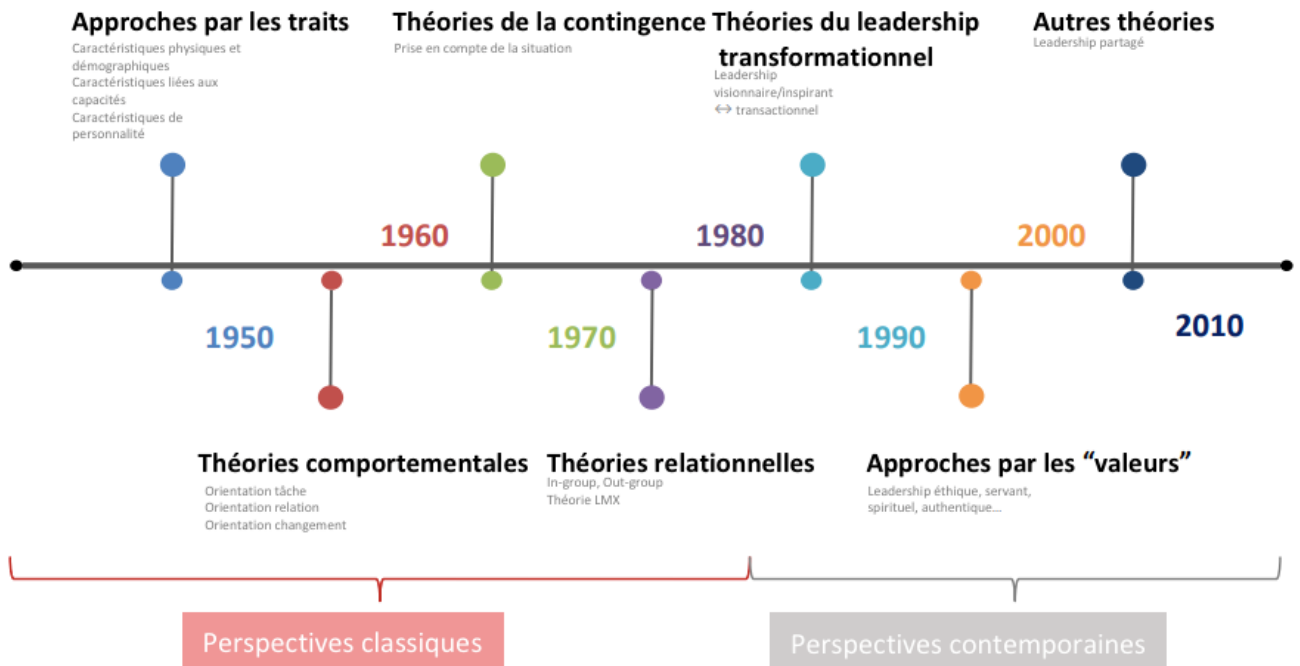 Approches par les traits
Caractéristiques physiques et
démographiques
Caractéristiques liées aux
capacités
Caractéristiques de
personnalité
Théories de la contingence
Prise en compte de la situation
Théories du leadership
transformationnel
Leadership
visionnaire/inspirant
↔ transactionnel
Autres théories
Leadership partagé
1960
1980
2000
1950
1970
1990
2010
Théories comportementales
Orientation tâche
Orientation relation
Orientation changement
Théories relationnelles
In-group, Out-group
Théorie LMX
Approches par les “valeurs”
Leadership éthique, servant,
spirituel, authentique...
Perspectives classiques
Perspectives contemporaines